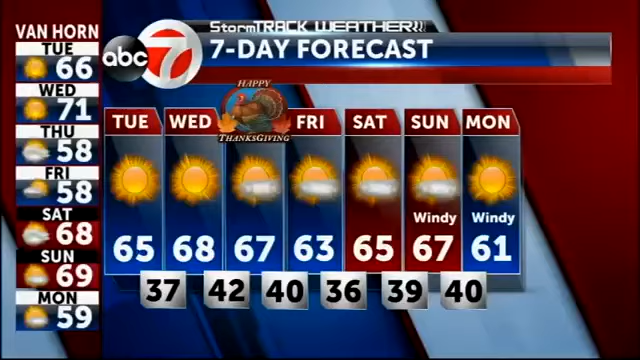 VAN HORN
TUE
66
WED
71
THU
58
FRI
58
SAT
68
SUN
69
MON
59
abc 7
StormTRACK WEATHER
7-DAY FORECAST
HAPPY
THANKSGIVING
TUE WED FRI SAT SUN MON
Windy Windy
65 68 67 63 65 67 61
37 42 40 36 39 40